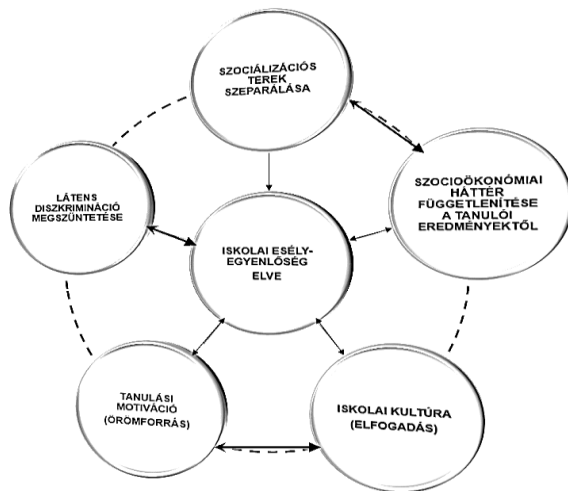 SZOCIÁLIZÁCIÓS
TEREK
SZEPARÁLÁSA
LÁTENS
DISZKRIMINÁCIÓ
MEGSZÜNTETÉSE
SZOCIOÖKONÓMIAI
HÁTTÉR
FÜGGETLENÍTÉSE
A TANULÓI
EREDMÉNYEKTŐL
ISKOLAI ESÉLY-
EGYENLŐSÉG
ELVE
TANULÁSI
MOTIVÁCIÓ
(ÖRÖMFORRÁS)
ISKOLAI KULTÚRA
(ELFOGADÁS)